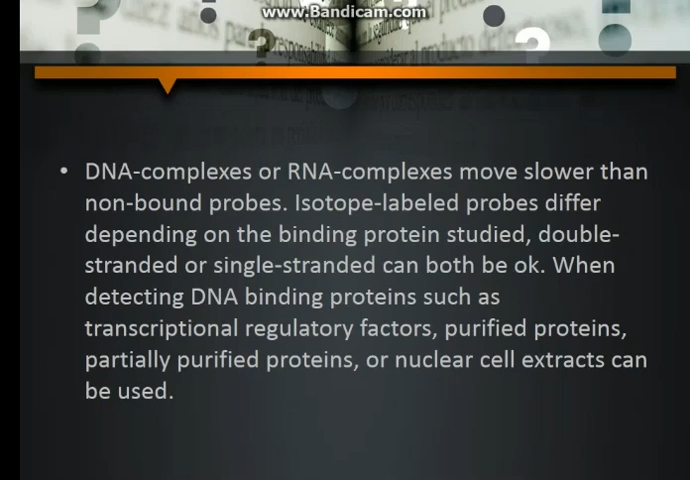 www.Bandicam.com
• DNA-complexes or RNA-complexes move slower than
non-bound probes. Isotope-labeled probes differ
depending on the binding protein studied, double-
stranded or single-stranded can both be ok. When
detecting DNA binding proteins such as
transcriptional regulatory factors, purified proteins,
partially purified proteins, or nuclear cell extracts can
be used.